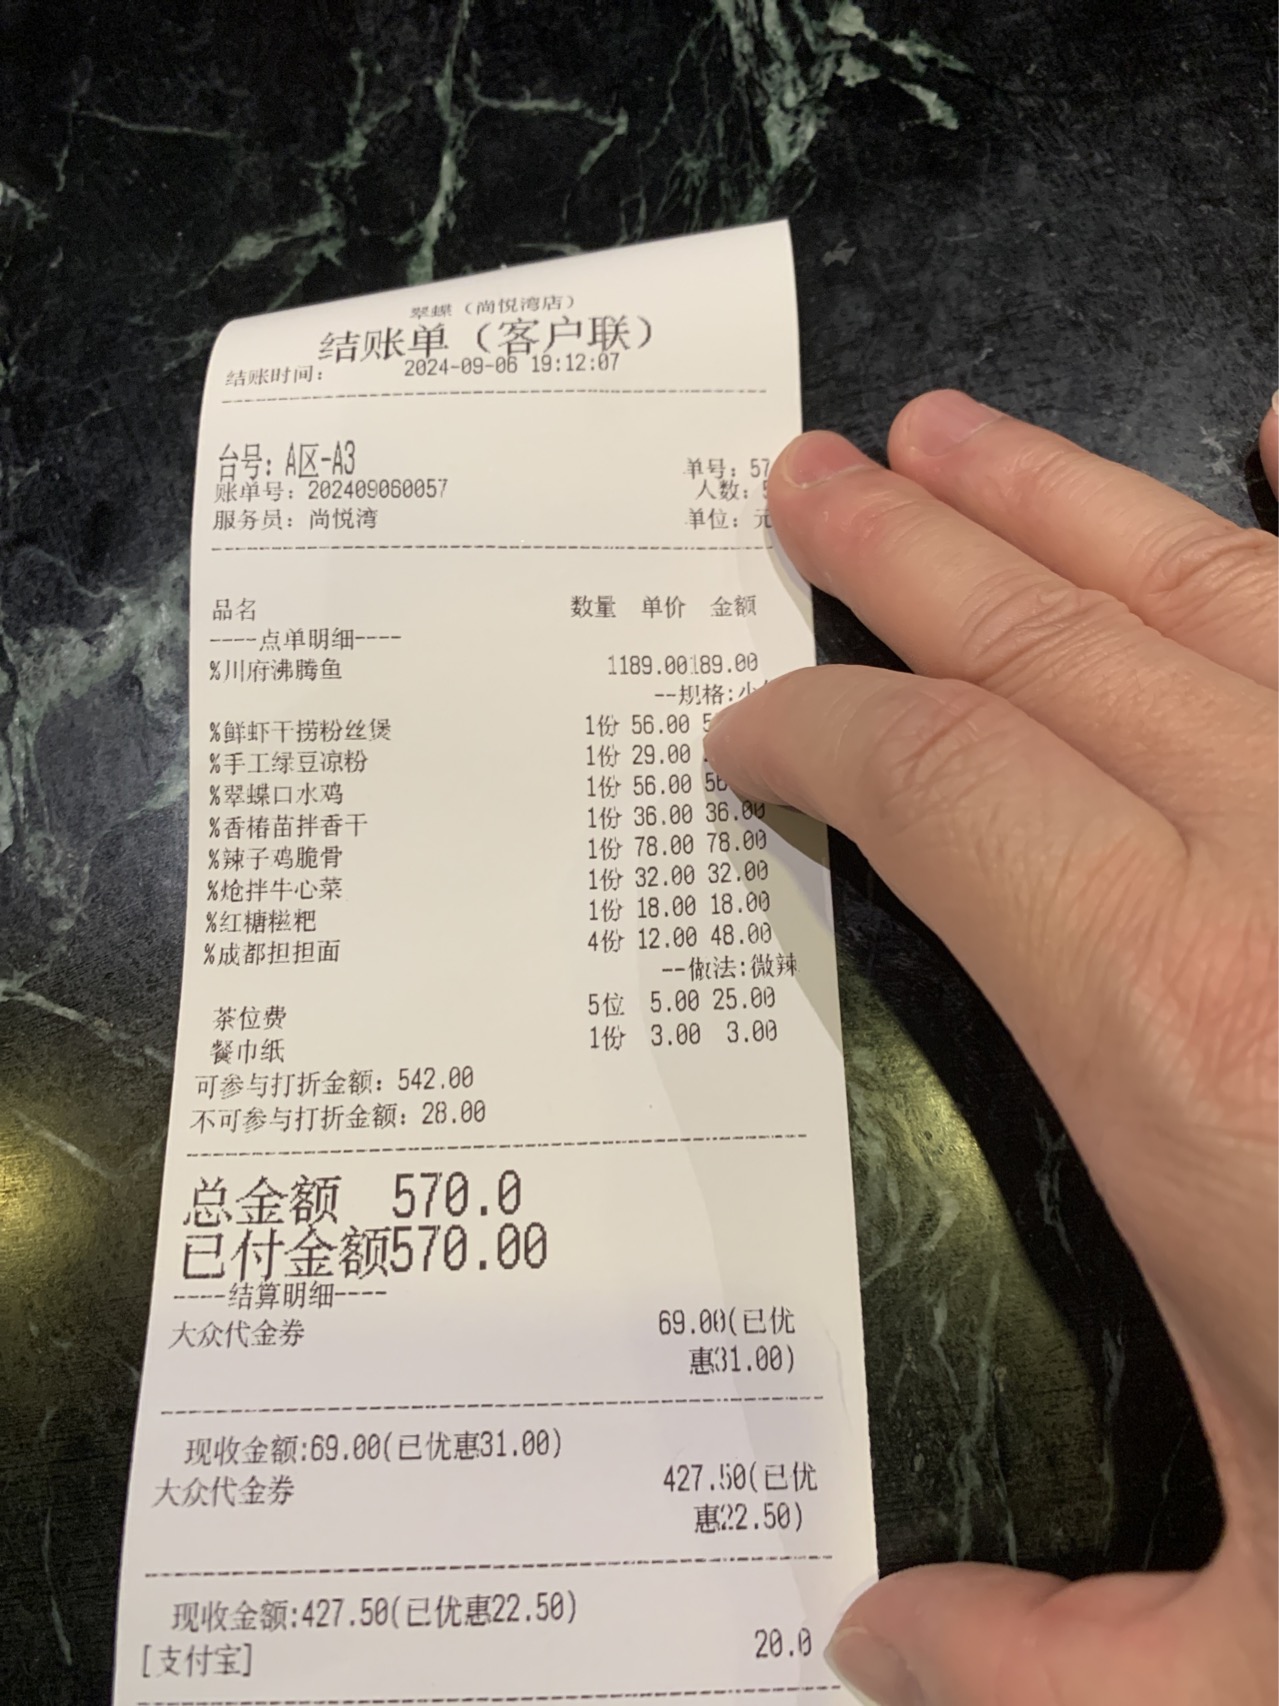 翠蝶（尚悦湾店）
结账单（客户联）
结账时间： 2024-09-06 19:12:07
台号：A区-A3
单号：57
账单号：202409060057
人数：
服务员：尚悦湾
单位：元
品名 数量 单价 金额
----点单明细----
%川府沸腾鱼 1189.00189.00
--规格:小
%鲜虾干捞粉丝煲 1份 56.00
%手工绿豆凉粉 1份 29.00
%翠蝶口水鸡 1份 56.00 56
%香椿苗拌香干 1份 36.00 36.00
%辣子鸡脆骨 1份 78.00 78.00
%炝拌牛心菜 1份 32.00 32.00
%红糖糍粑 1份 18.00 18.00
%成都担担面 4份 12.00 48.00
--做法:微辣
茶位费 5位 5.00 25.00
餐巾纸 1份 3.00 3.00
可参与打折金额：542.00
不可参与打折金额：28.00
总金额 570.0
已付金额570.00
----结算明细----
大众代金券 69.00(已优
惠31.00)
现收金额:69.00(已优惠31.00)
大众代金券 427.50(已优
惠22.50)
现收金额:427.50(已优惠22.50)
[支付宝] 20.0